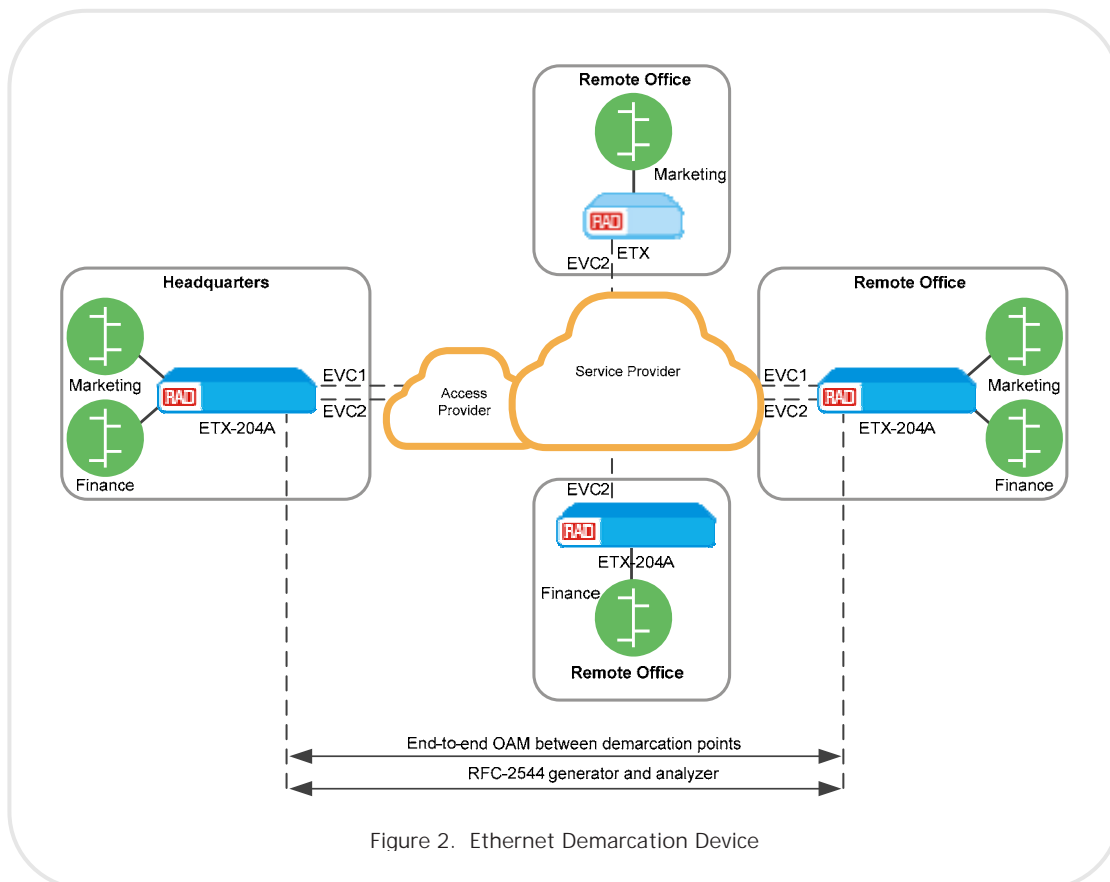 Remote Office
Marketing
RAD
ETX
EVC2
Headquarters
Marketing
Finance
RAD
ETX-204A
EVC1
EVC2
Access
Provider
Service Provider
Remote Office
EVC1
EVC2
RAD
ETX-204A
Marketing
Finance
EVC2
RAD
ETX-204A
Finance
Remote Office
End-to-end OAM between demarcation points
RFC-2544 generator and analyzer
Figure 2. Ethernet Demarcation Device